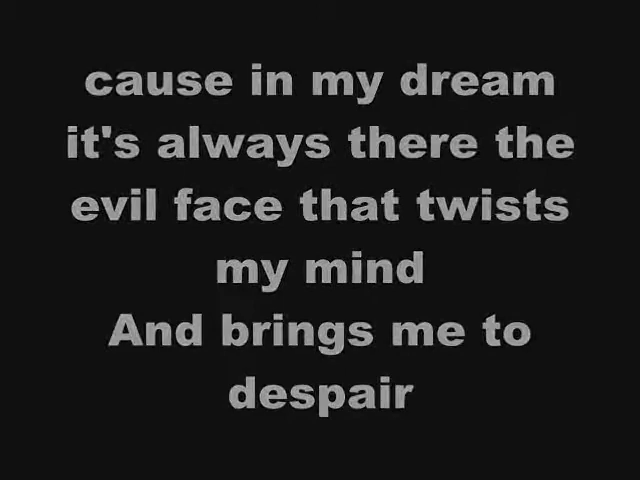 cause in my dream
it's always there the
evil face that twists
my mind
And brings me to
despair